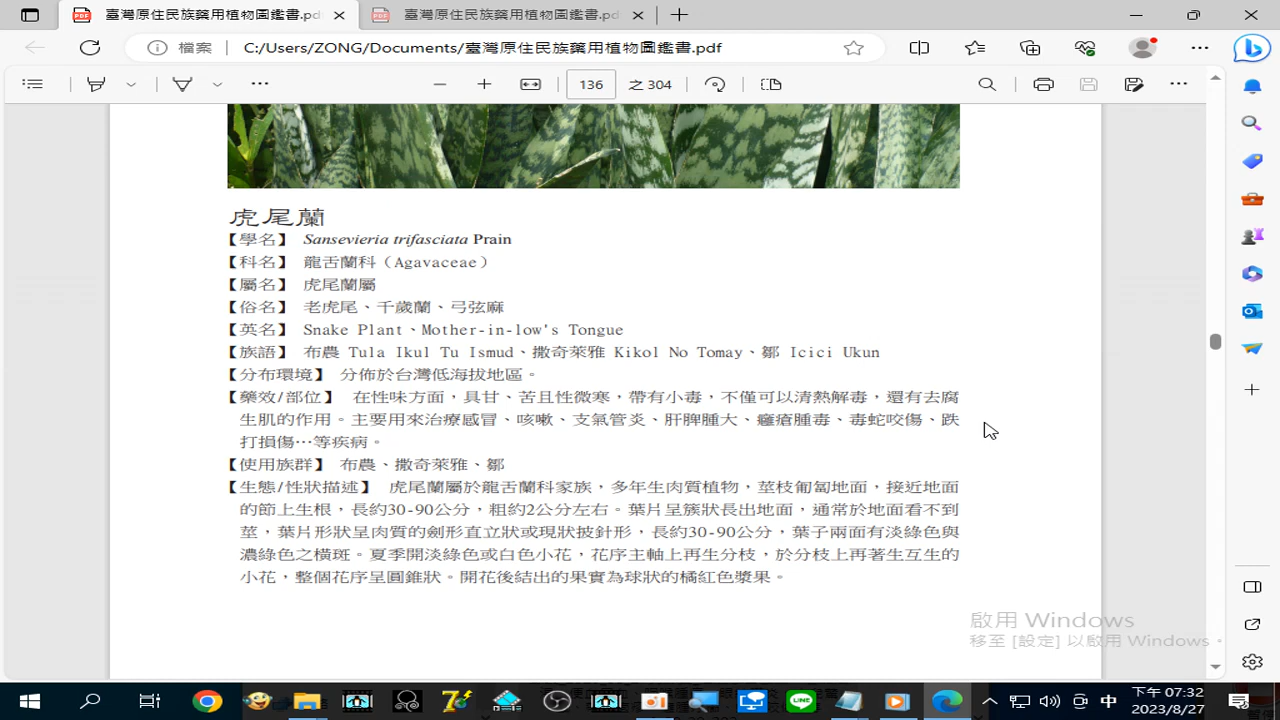 臺灣原住民族藥用植物圖鑑書.pdf
臺灣原住民族藥用植物圖鑑書.pdf
檔案
C:/Users/ZONG/Documents/臺灣原住民族藥用植物圖鑑書.pdf
136 之 304
虎尾蘭
【學名】 Sansevieria trifasciata Prain
【科名】 龍舌蘭科（Agavaceae）
【屬名】 虎尾蘭屬
【俗名】 老虎尾、千歲蘭、弓弦麻
【英名】 Snake Plant、Mother-in-low's Tongue
【族語】 布農 Tula Ikul Tu Ismud、撒奇萊雅 Kikol No Tomay、鄒 Icici Ukun
【分布環境】 分佈於台灣低海拔地區。
【藥效/部位】 在性味方面，具甘、苦且性微寒，帶有小毒，不僅可以清熱解毒，還有去腐
生肌的作用。主要用來治療感冒、咳嗽、支氣管炎、肝脾腫大、癰瘡腫毒、毒蛇咬傷、跌
打損傷…等疾病。
【使用族群】 布農、撒奇萊雅、鄒
【生態/性狀描述】 虎尾蘭屬於龍舌蘭科家族，多年生肉質植物，莖枝匍匐地面，接近地面
的節上生根，長約30-90公分，粗約2公分左右。葉片呈簇狀長出地面，通常於地面看不到
莖，葉片形狀呈肉質的劍形直立狀或現狀披針形，長約30-90公分，葉子兩面有淡綠色與
濃綠色之橫斑。夏季開淡綠色或白色小花，花序主軸上再生分枝，於分枝上再著生互生的
小花，整個花序呈圓錐狀。開花後結出的果實為球狀的橘紅色漿果。
啟用 Windows
移至 [設定] 以啟用 Windows。
中
下午 07:32
2023/8/27